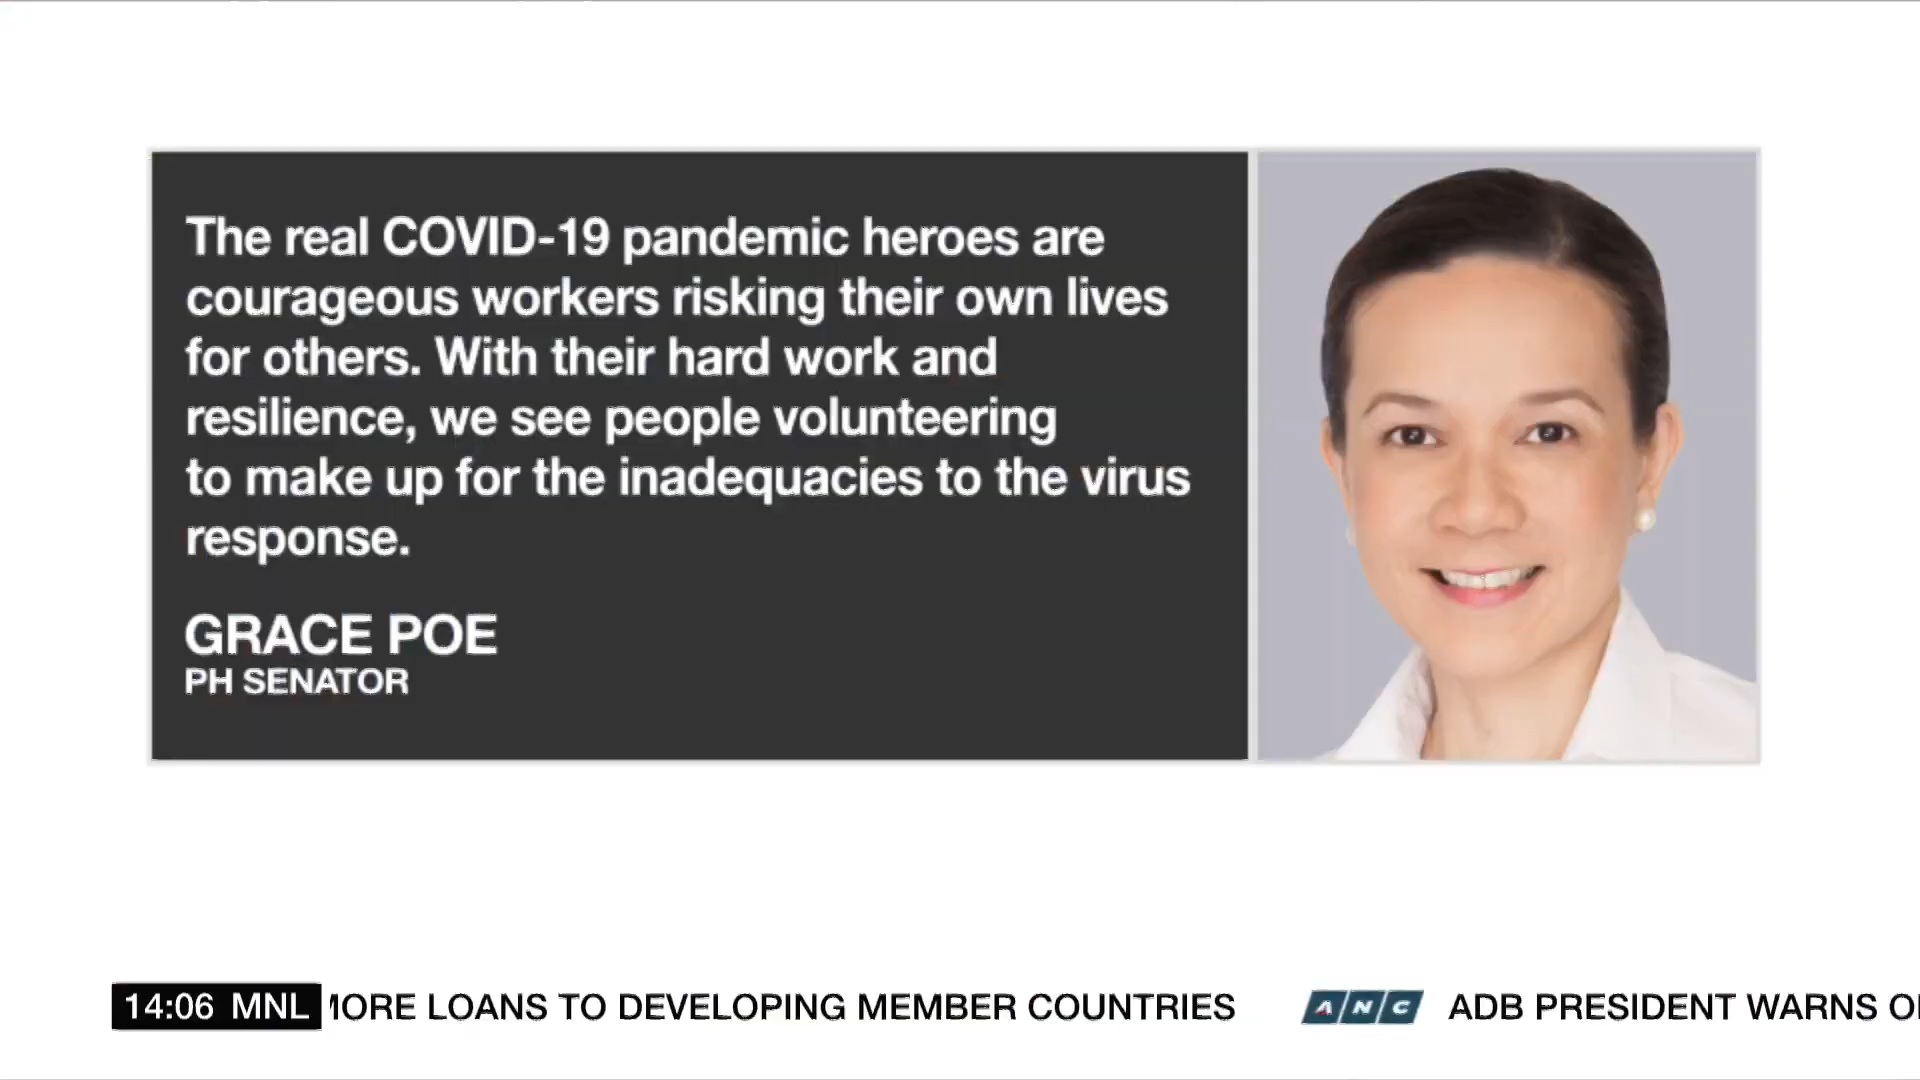 The real COVID-19 pandemic heroes are
courageous workers risking their own lives
for others. With their hard work and
resilience, we see people volunteering
to make up for the inadequacies to the virus
response.
GRACE POE
PH SENATOR
14:06 MNL
LOANS TO DEVELOPING MEMBER COUNTRIES
ANC
ADB PRESIDENT WARNS